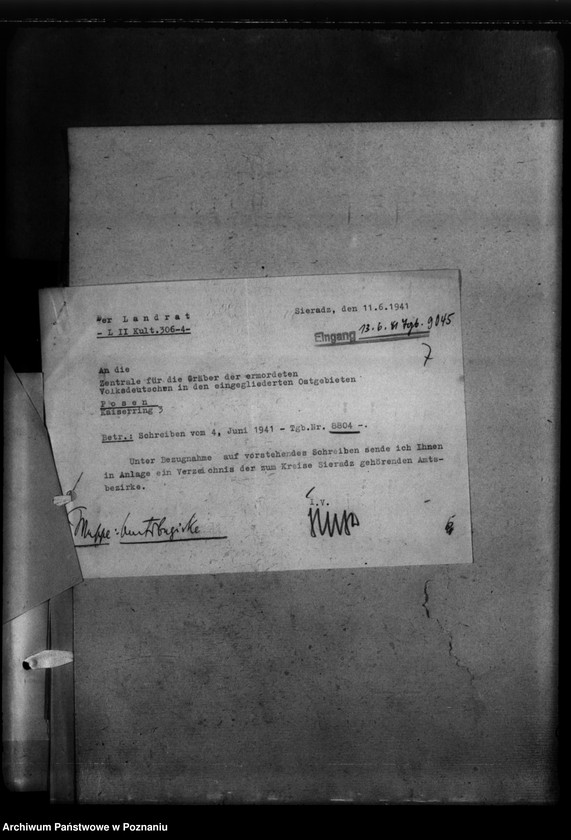 Der Landrat
- L II Kult.306-4-
Sieradz, den 11.6.1941
Eingang 13.6.41 Tgb. 9045
7
An die
Zentrale für die Gräber der ermordeten
Volksdeutschen in den eingegliederten Ostgebieten
Posen
Kaiserring 3
Betr.: Schreiben vom 4, Juni 1941 - Tgb.Nr. 8804 -.
Unter Bezugnahme auf vorstehendes Schreiben sende ich Ihnen
in Anlage ein Verzeichnis der zum Kreise Sieradz gehörenden Amts-
bezirke.
i.V.
Mappe: Amtsbezirke
Archiwum Państwowe w Poznaniu